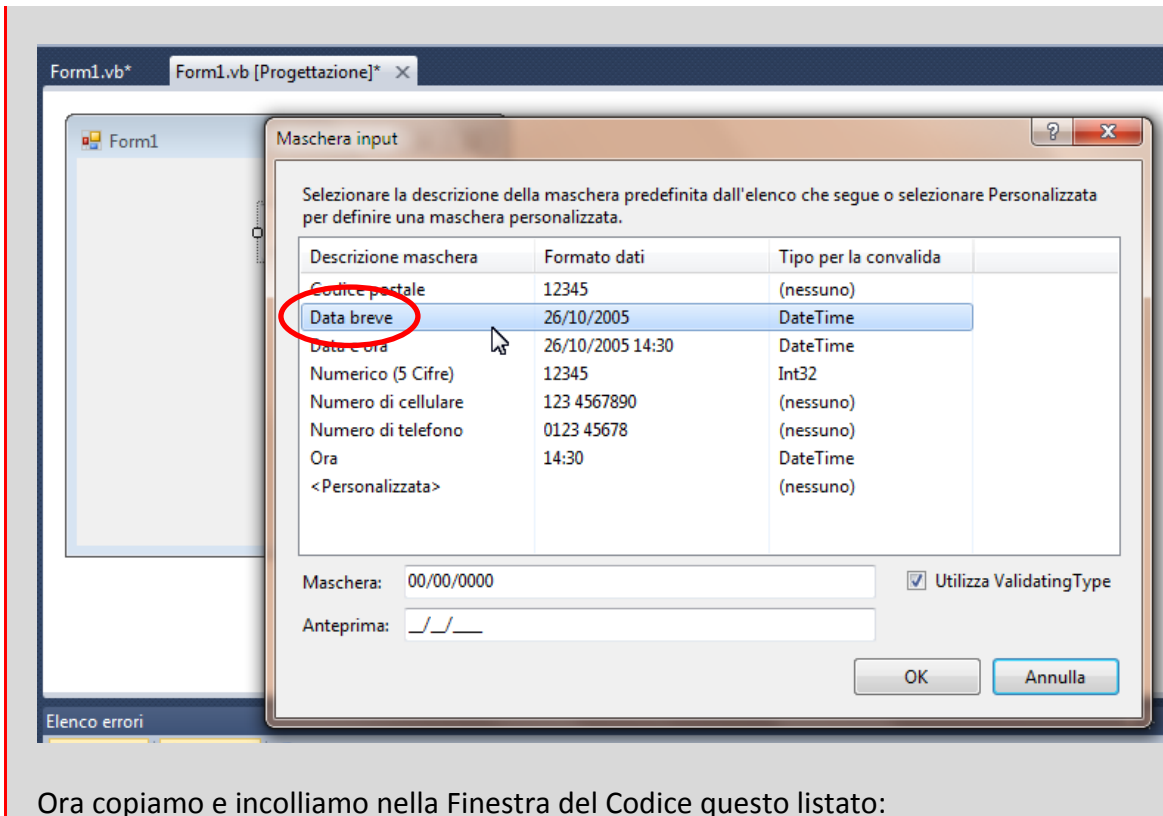 Form1.vb* Form1.vb [Progettazione]*
Form1
Maschera input
Selezionare la descrizione della maschera predefinita dall'elenco che segue o selezionare Personalizzata
per definire una maschera personalizzata.
Descrizione maschera Formato dati Tipo per la convalida
Codice postale 12345 (nessuno)
Data breve 26/10/2005 DateTime
Data e ora 26/10/2005 14:30 DateTime
Numerico (5 Cifre) 12345 Int32
Numero di cellulare 123 4567890 (nessuno)
Numero di telefono 0123 45678 (nessuno)
Ora 14:30 DateTime
<Personalizzata> (nessuno)
Maschera: 00/00/0000 Utilizza ValidatingType
Anteprima: __/__/____
OK Annulla
Elenco errori
Ora copiamo e incolliamo nella Finestra del Codice questo listato: